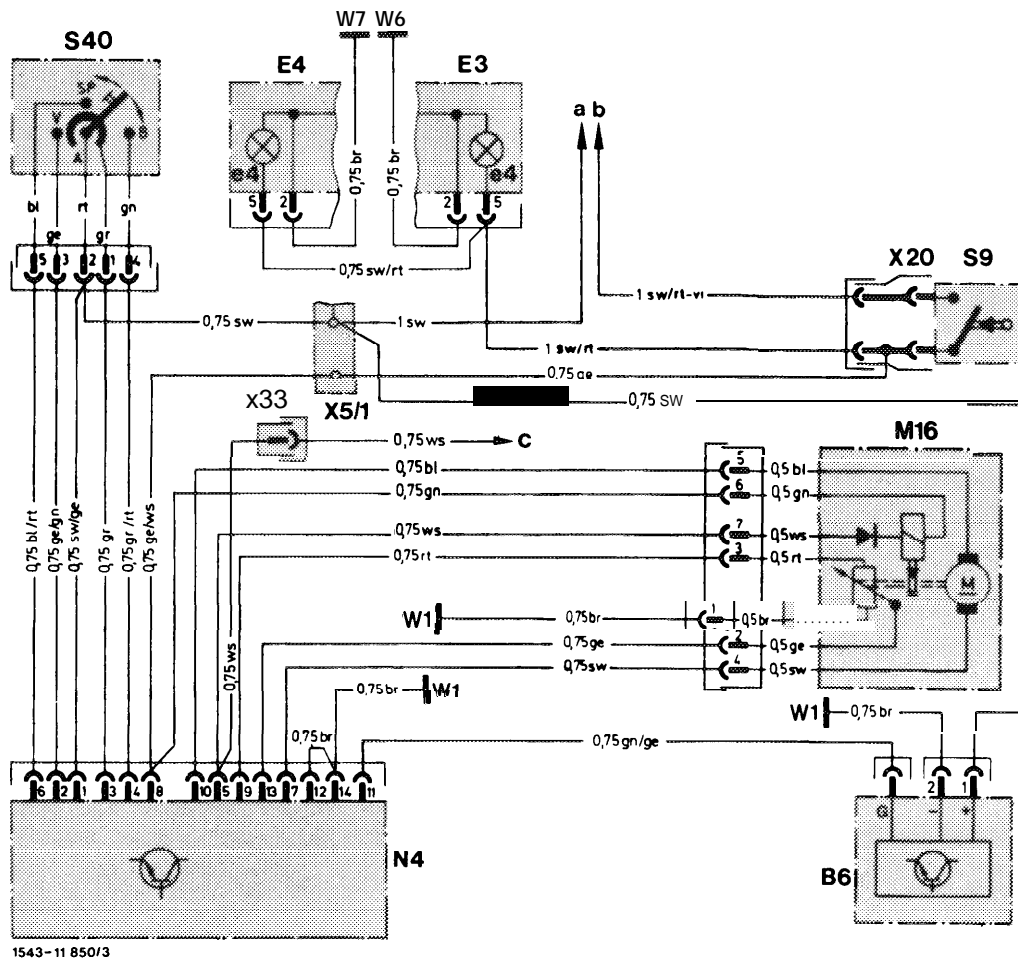 W7 W6
S40
E4 E3
SP
V
B
A
a b
0,75 br 0,75 br
e4 e4
5 2 2 5
bl rt gn
ge gr
5 3 2 1 4
0,75 sw/rt
X20 S9
1 sw/rt-vi
0,75 sw 1 sw
1 sw/rt
0,75 ge
0,75 SW
x33 X5/1
0,75 ws C
M16
0,75 bl 5 0,5 bl
0,75 gn 6 0,5 gn
0,75 ws 7 0,5 ws
0,75 rt 3 0,5 rt
M
0,75 bl/rt
0,75 ge/gn
0,75 sw/ge
0,75 gr
0,75 gr/rt
0,75 ge/ws
W1 0,75 br 1 0,5 br
0,75 ge 2 0,5 ge
0,75 sw 4 0,5 sw
0,75 ws
0,75 br W1
W1 0,75 br
0,75 br
0,75 gn/ge
6 2 1 3 4 8 10 5 9 13 7 12 14 11
2 1
G − +
N4
B6
1543-11 850/3